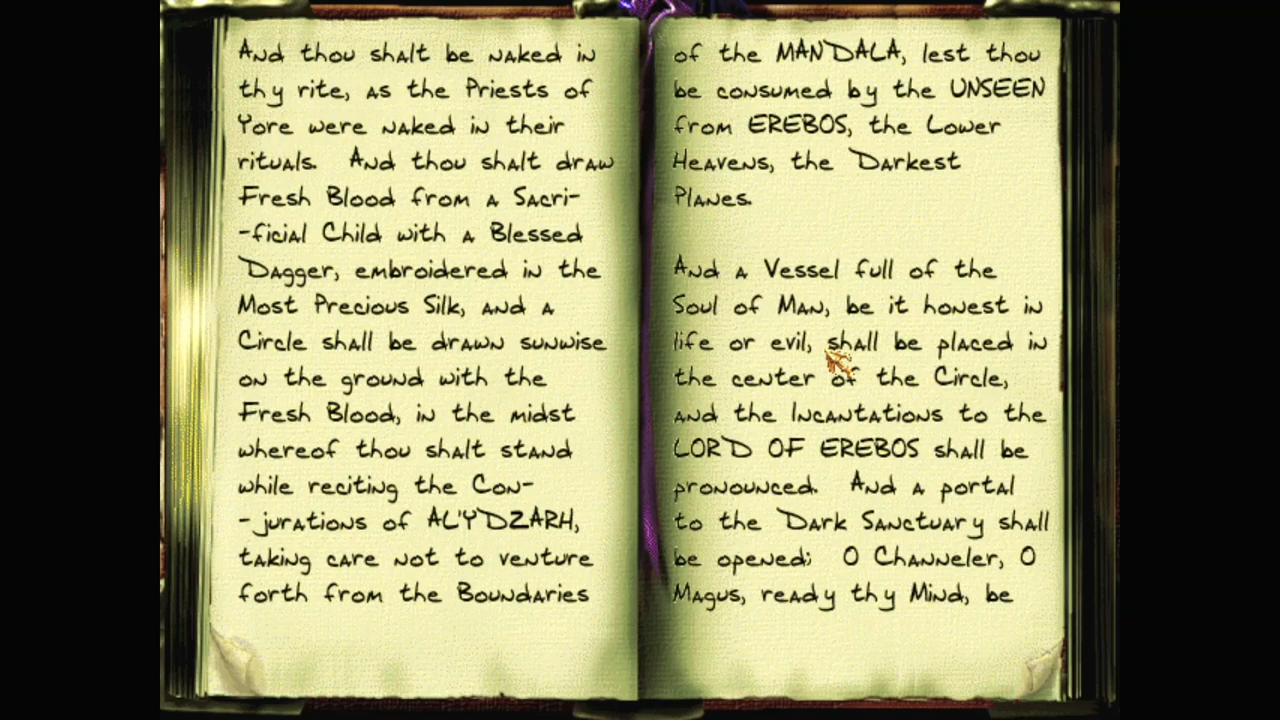 And thou shalt be naked in
thy rite, as the Priests of
Yore were naked in their
rituals. And thou shalt draw
Fresh Blood from a Sacri-
-ficial Child with a Blessed
Dagger, embroidered in the
Most Precious Silk, and a
Circle shall be drawn sunwise
on the ground with the
Fresh Blood, in the midst
whereof thou shalt stand
while reciting the Con-
-jurations of AL'YDZARH,
taking care not to venture
forth from the Boundaries
of the MANDALA, lest thou
be consumed by the UNSEEN
from EREBOS, the Lower
Heavens, the Darkest
Planes.
And a Vessel full of the
Soul of Man, be it honest in
life or evil, shall be placed in
the center of the Circle,
and the Incantations to the
LORD OF EREBOS shall be
pronounced. And a portal
to the Dark Sanctuary shall
be opened; O Channeler, O
Magus, ready thy Mind, be